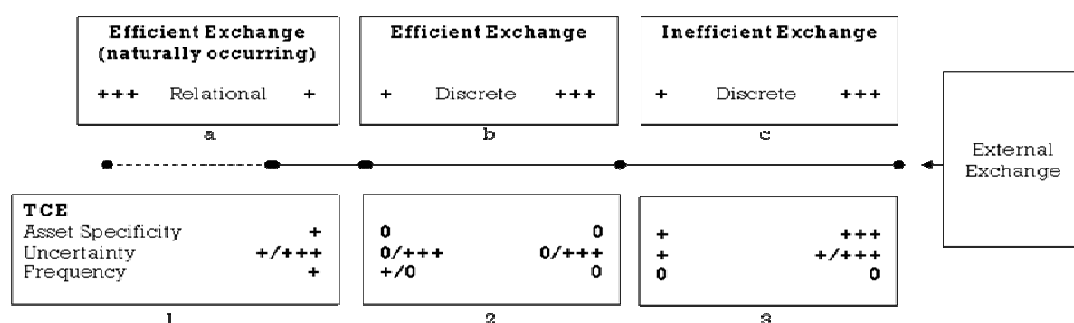 Efficient Exchange
(naturally occurring)
+++ Relational +
a
Efficient Exchange
+ Discrete +++
b
Inefficient Exchange
+ Discrete +++
c
External
Exchange
TCE
Asset Specificity +
Uncertainty +/+++
Frequency +
1
0 0
0/+++ 0/+++
+/0 0
2
+ +++
+ +/+++
0 0
3